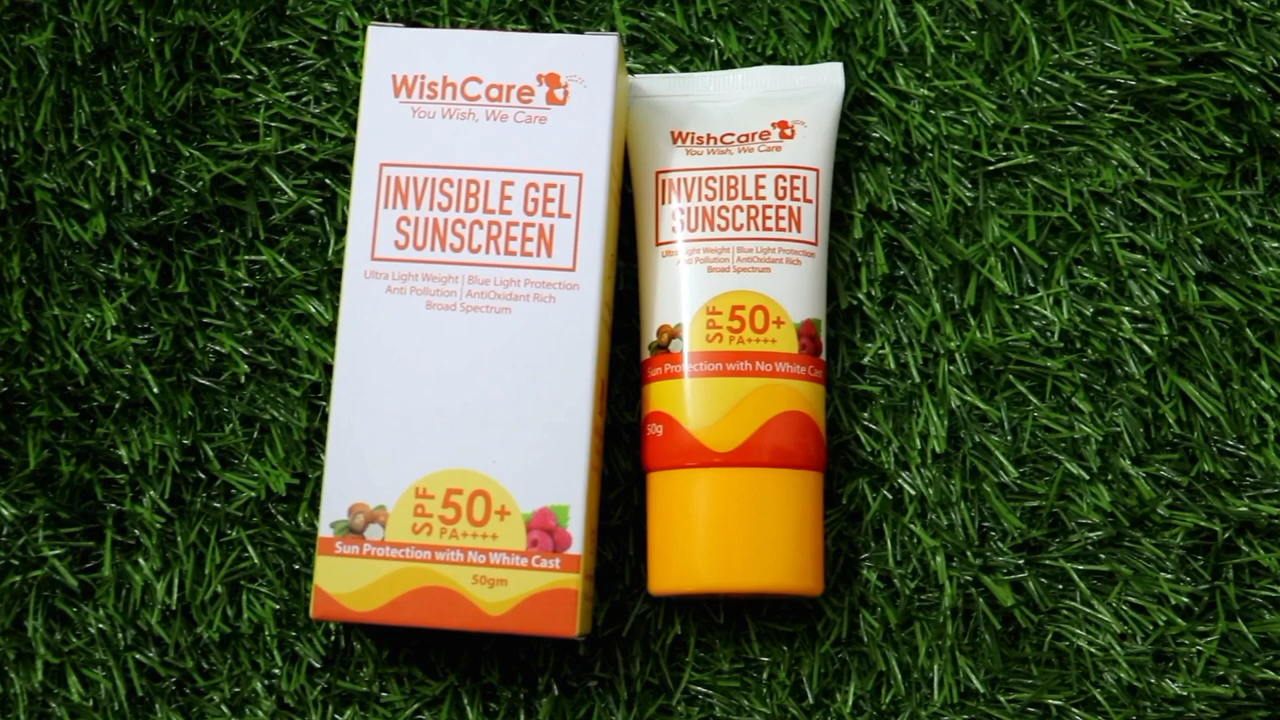 WishCare
You Wish, We Care
INVISIBLE GEL
SUNSCREEN
Ultra Light Weight | Blue Light Protection
Anti Pollution | AntiOxidant Rich
Broad Spectrum
SPF 50+
PA++++
Sun Protection with No White Cast
50gm
WishCare
You Wish, We Care
INVISIBLE GEL
SUNSCREEN
Ultra Light Weight | Blue Light Protection
Anti Pollution | AntiOxidant Rich
Broad Spectrum
SPF 50+
PA++++
Sun Protection with No White Cast
50g